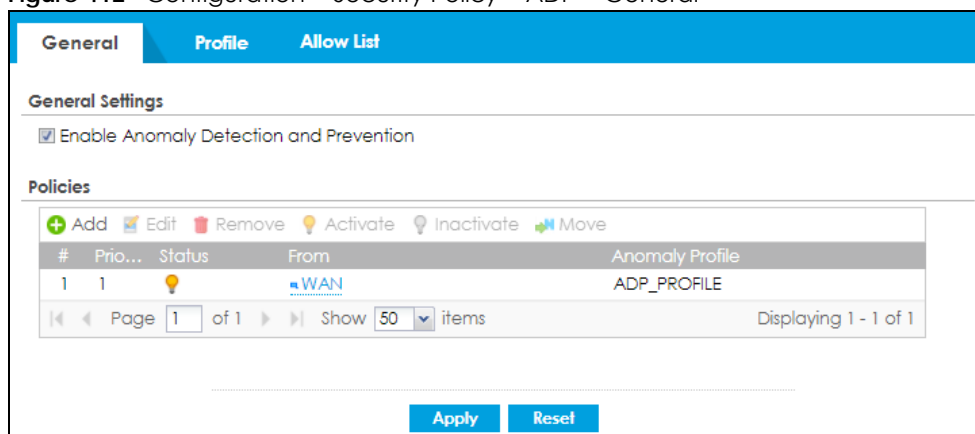 General Profile Allow List
General Settings
Enable Anomaly Detection and Prevention
Policies
Add Edit Remove Activate Inactivate Move
# Prio... Status From Anomaly Profile
1 1 WAN ADP_PROFILE
Page 1 of 1 Show 50 items Displaying 1 - 1 of 1
Apply Reset